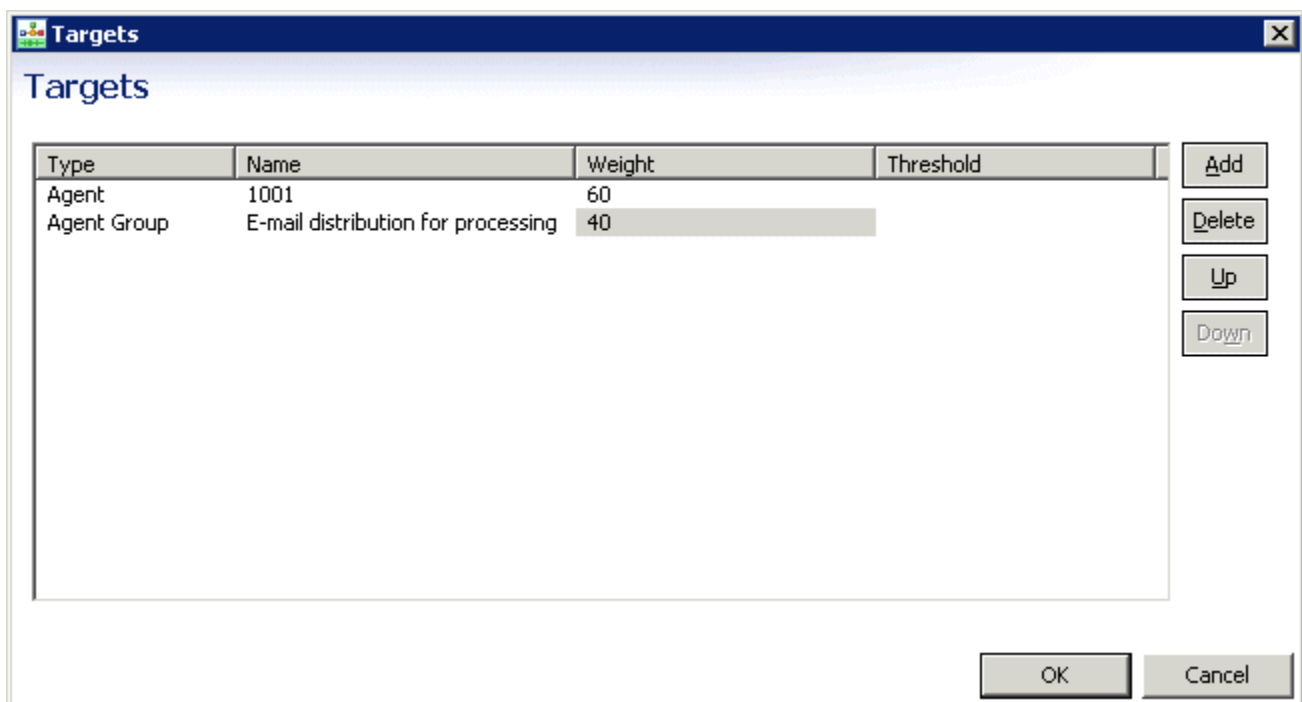 Targets
Targets
Type Name Weight Threshold
Agent 1001 60
Agent Group E-mail distribution for processing 40
Add
Delete
Up
Down
OK Cancel